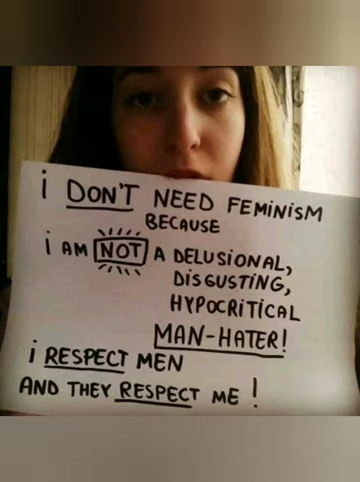 i DON'T NEED FEMINISM
BECAUSE
i AM NOT A DELUSIONAL,
DISGUSTING,
HYPOCRITICAL
MAN-HATER!
i RESPECT MEN
AND THEY RESPECT ME!